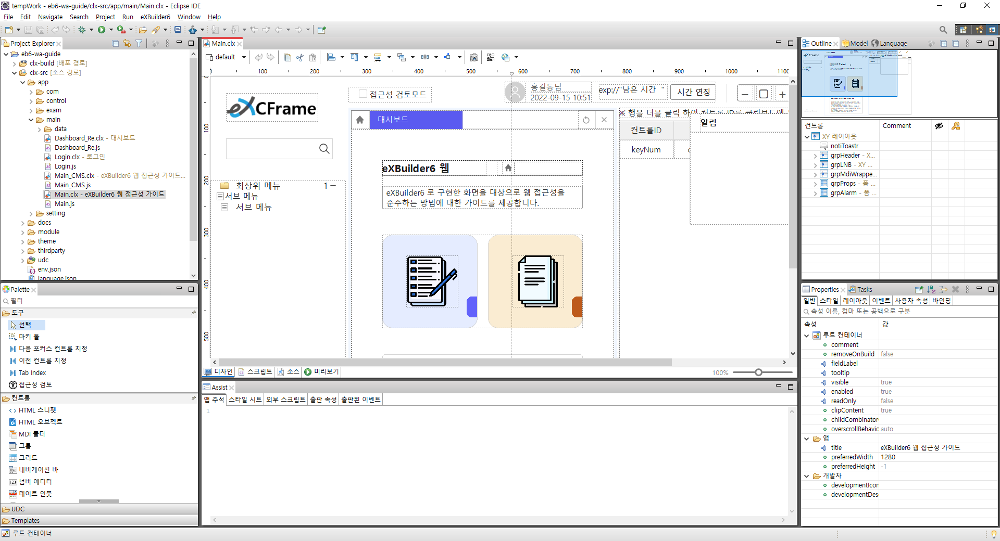 tempWork - eb6-wa-guide/clx-src/app/main/Main.clx - Eclipse IDE
File Edit Navigate Search Project Run eXBuilder6 Window Help
Project Explorer
eb6-wa-guide
clx-build [배포 경로]
clx-src [소스 경로]
app
com
control
exam
main
data
Dashboard_Re.clx - 대시보드
Dashboard_Re.js
Login.clx - 로그인
Login.js
Main_CMS.clx - eXBuilder6 웹 접근성 가이드...
Main_CMS.js
Main.clx - eXBuilder6 웹 접근성 가이드
Main.js
setting
docs
module
theme
thirdparty
udc
env.json
language.json
Palette
필터
도구
선택
마키 툴
다음 포커스 컨트롤 지정
이전 컨트롤 지정
Tab Index
접근성 검토
컨트롤
HTML 스니펫
HTML 오브젝트
MDI 폴더
그룹
그리드
내비게이션 바
넘버 에디터
데이트 인풋
UDC
Templates
루트 컨테이너
Main.clx
default
0 100 200 300 400 500 600 700 800 900 1000 1100
100
200
300
400
500
eXCFrame
접근성 검토모드
홍길동님
2022-09-15 10:51
exp://"남은 시간 "
시간 연장
대시보드
※ 행을 더블 클릭 하여 컨트롤 ID를 클립보드에
알림
컨트롤ID
keyNum
최상위 메뉴 1
서브 메뉴
서브 메뉴
eXBuilder6 웹
eXBuilder6 로 구현한 화면을 대상으로 웹 접근성을
준수하는 방법에 대한 가이드를 제공합니다.
디자인 스크립트 소스 미리보기
100%
Assist
앱 주석 스타일 시트 외부 스크립트 출판 속성 출판된 이벤트
1
Outline Model Language
컨트롤 Comment
XY 레이아웃
notiToastr
grpHeader - X...
grpLNB - XY ...
grpMdiWrappe...
grpProps - 폼 ...
grpAlarm - 폼 ...
Properties Tasks
일반 스타일 레이아웃 이벤트 사용자 속성 바인딩
속성 이름, 컴마 또는 공백으로 구분
속성 값
루트 컨테이너
comment
removeOnBuild false
fieldLabel
tooltip
visible true
enabled true
readOnly false
clipContent true
childCombinator
overscrollBehavic auto
앱
title eXBuilder6 웹 접근성 가이드
preferredWidth 1280
preferredHeight -1
개발자
developmentIcon
developmentDes